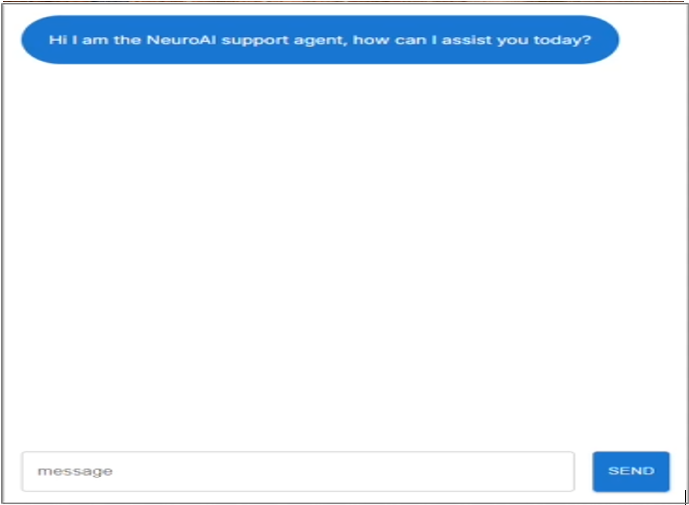 Hi I am the NeuroAI support agent, how can I assist you today?
message
SEND